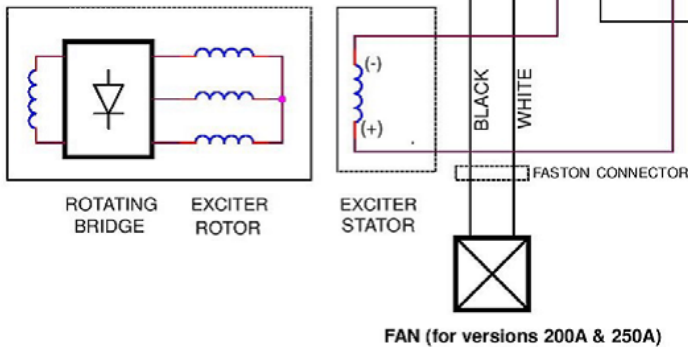 (-)
(+)
BLACK
WHITE
FASTON CONNECTOR
ROTATING
BRIDGE
EXCITER
ROTOR
EXCITER
STATOR
FAN (for versions 200A & 250A)